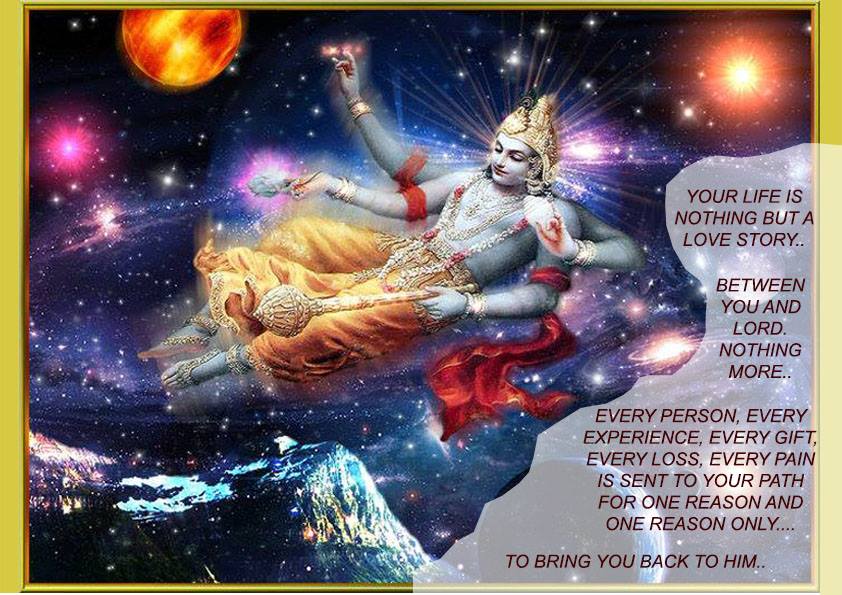 YOUR LIFE IS
NOTHING BUT A
LOVE STORY..
BETWEEN
YOU AND
LORD.
NOTHING
MORE..
EVERY PERSON, EVERY
EXPERIENCE, EVERY GIFT,
EVERY LOSS, EVERY PAIN
IS SENT TO YOUR PATH
FOR ONE REASON AND
ONE REASON ONLY....
TO BRING YOU BACK TO HIM..